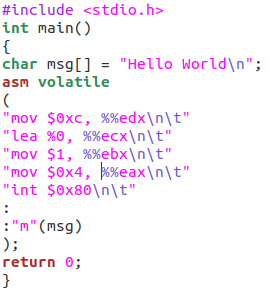 #include <stdio.h>
int main()
{
char msg[] = "Hello World\n";
asm volatile
(
"mov $0xc, %%edx\n\t"
"lea %0, %%ecx\n\t"
"mov $1, %%ebx\n\t"
"mov $0x4, %%eax\n\t"
"int $0x80\n\t"
:
:"m"(msg)
);
return 0;
}